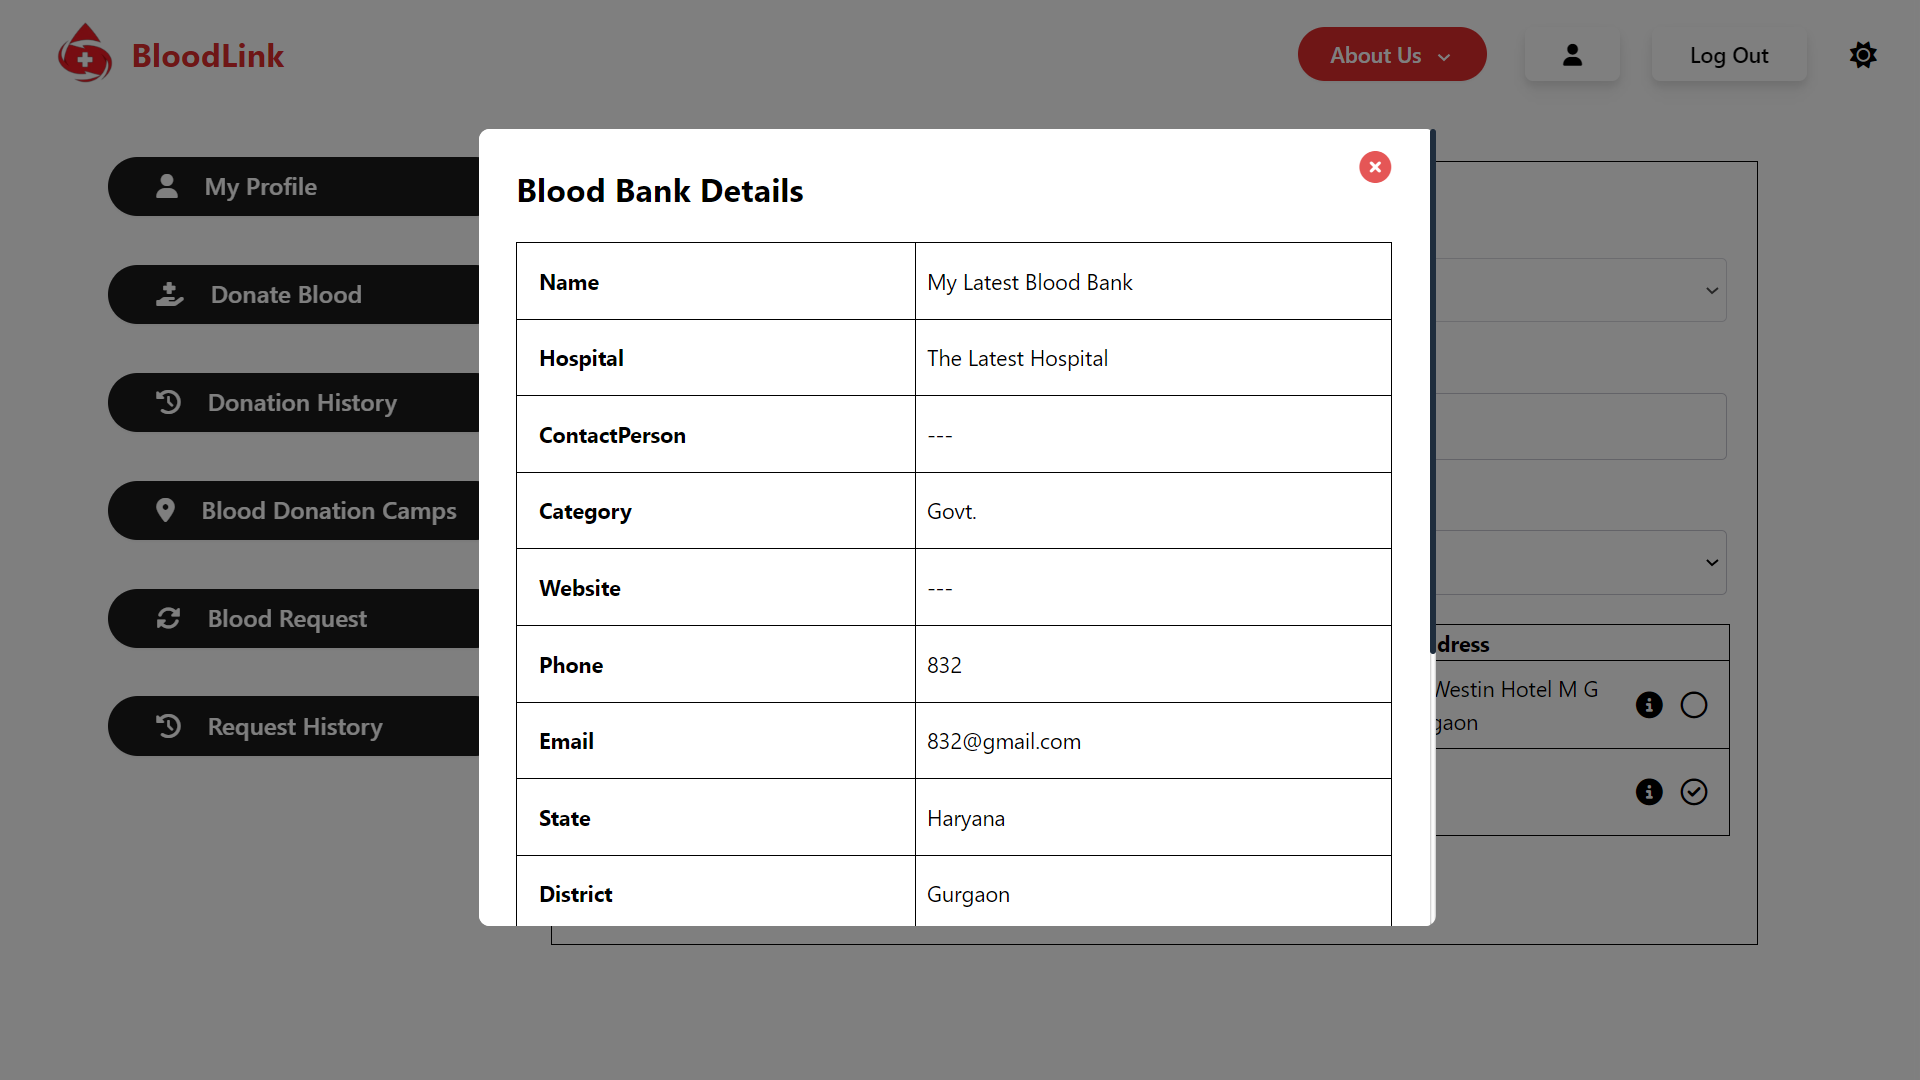 BloodLink
About Us
Log Out
My Profile
Donate Blood
Donation History
Blood Donation Camps
Blood Request
Request History
Blood Bank Details
Name My Latest Blood Bank
Hospital The Latest Hospital
ContactPerson ---
Category Govt.
Website ---
Phone 832
Email 832@gmail.com
State Haryana
District Gurgaon
dress
Westin Hotel M G
gaon